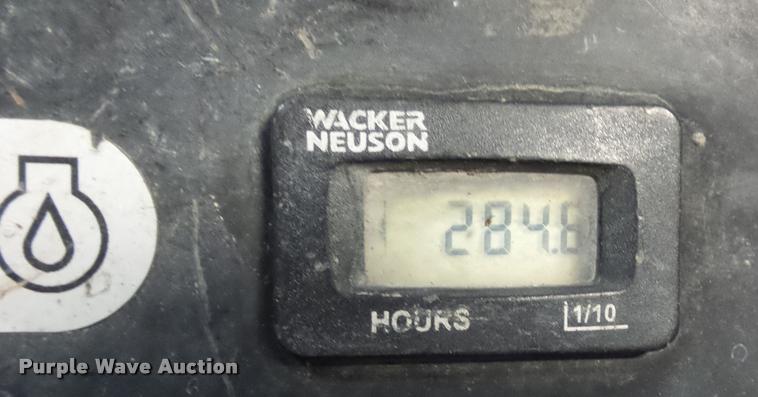 WACKER
NEUSON
284.6
HOURS 1/10
Purple Wave Auction